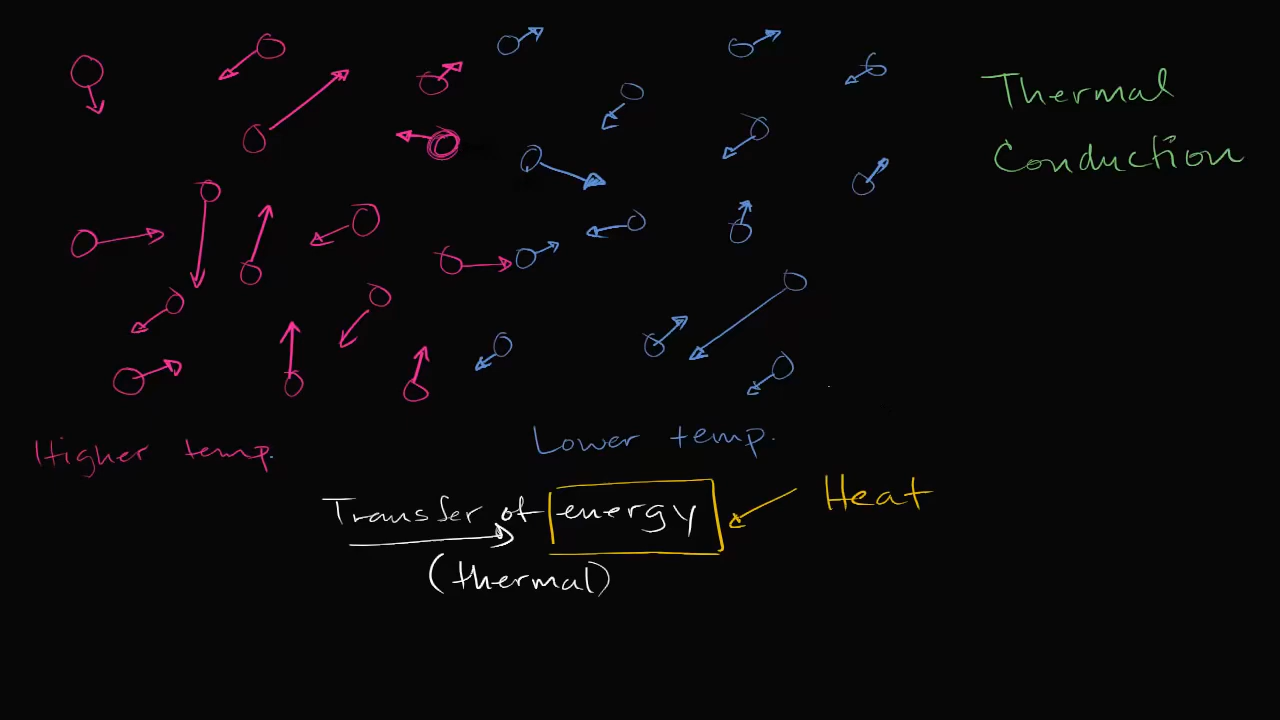 Thermal
Conduction
Higher temp.
Lower temp.
Transfer of energy
Heat
(thermal)